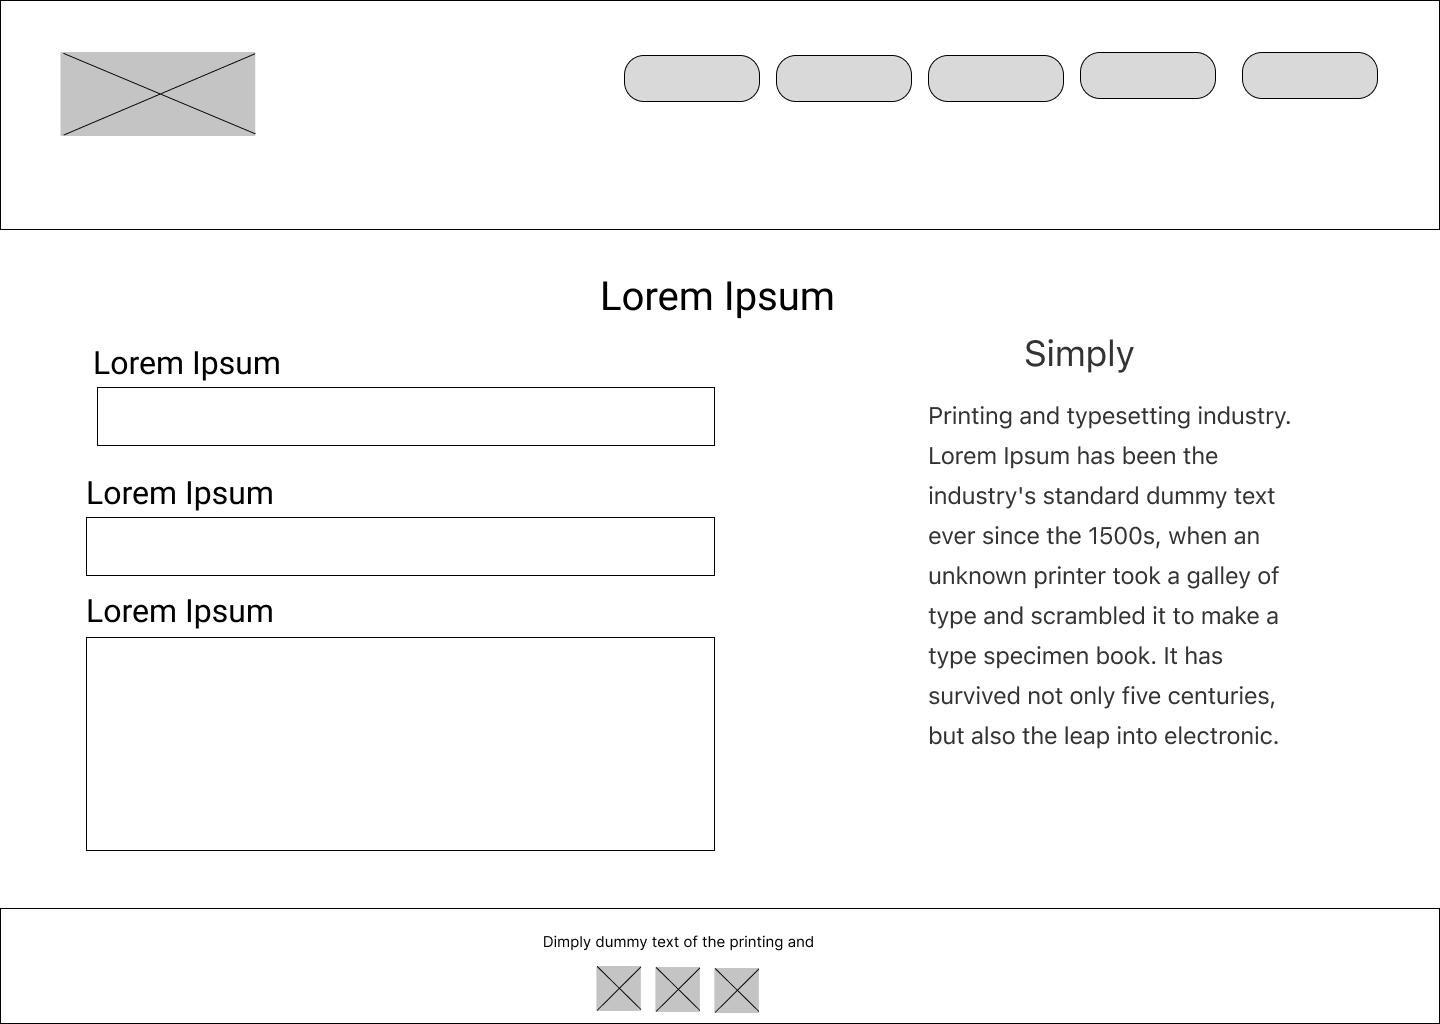 Lorem Ipsum
Lorem Ipsum
Lorem Ipsum
Lorem Ipsum
Simply
Printing and typesetting industry.
Lorem Ipsum has been the
industry's standard dummy text
ever since the 1500s, when an
unknown printer took a galley of
type and scrambled it to make a
type specimen book. It has
survived not only five centuries,
but also the leap into electronic.
Dimply dummy text of the printing and